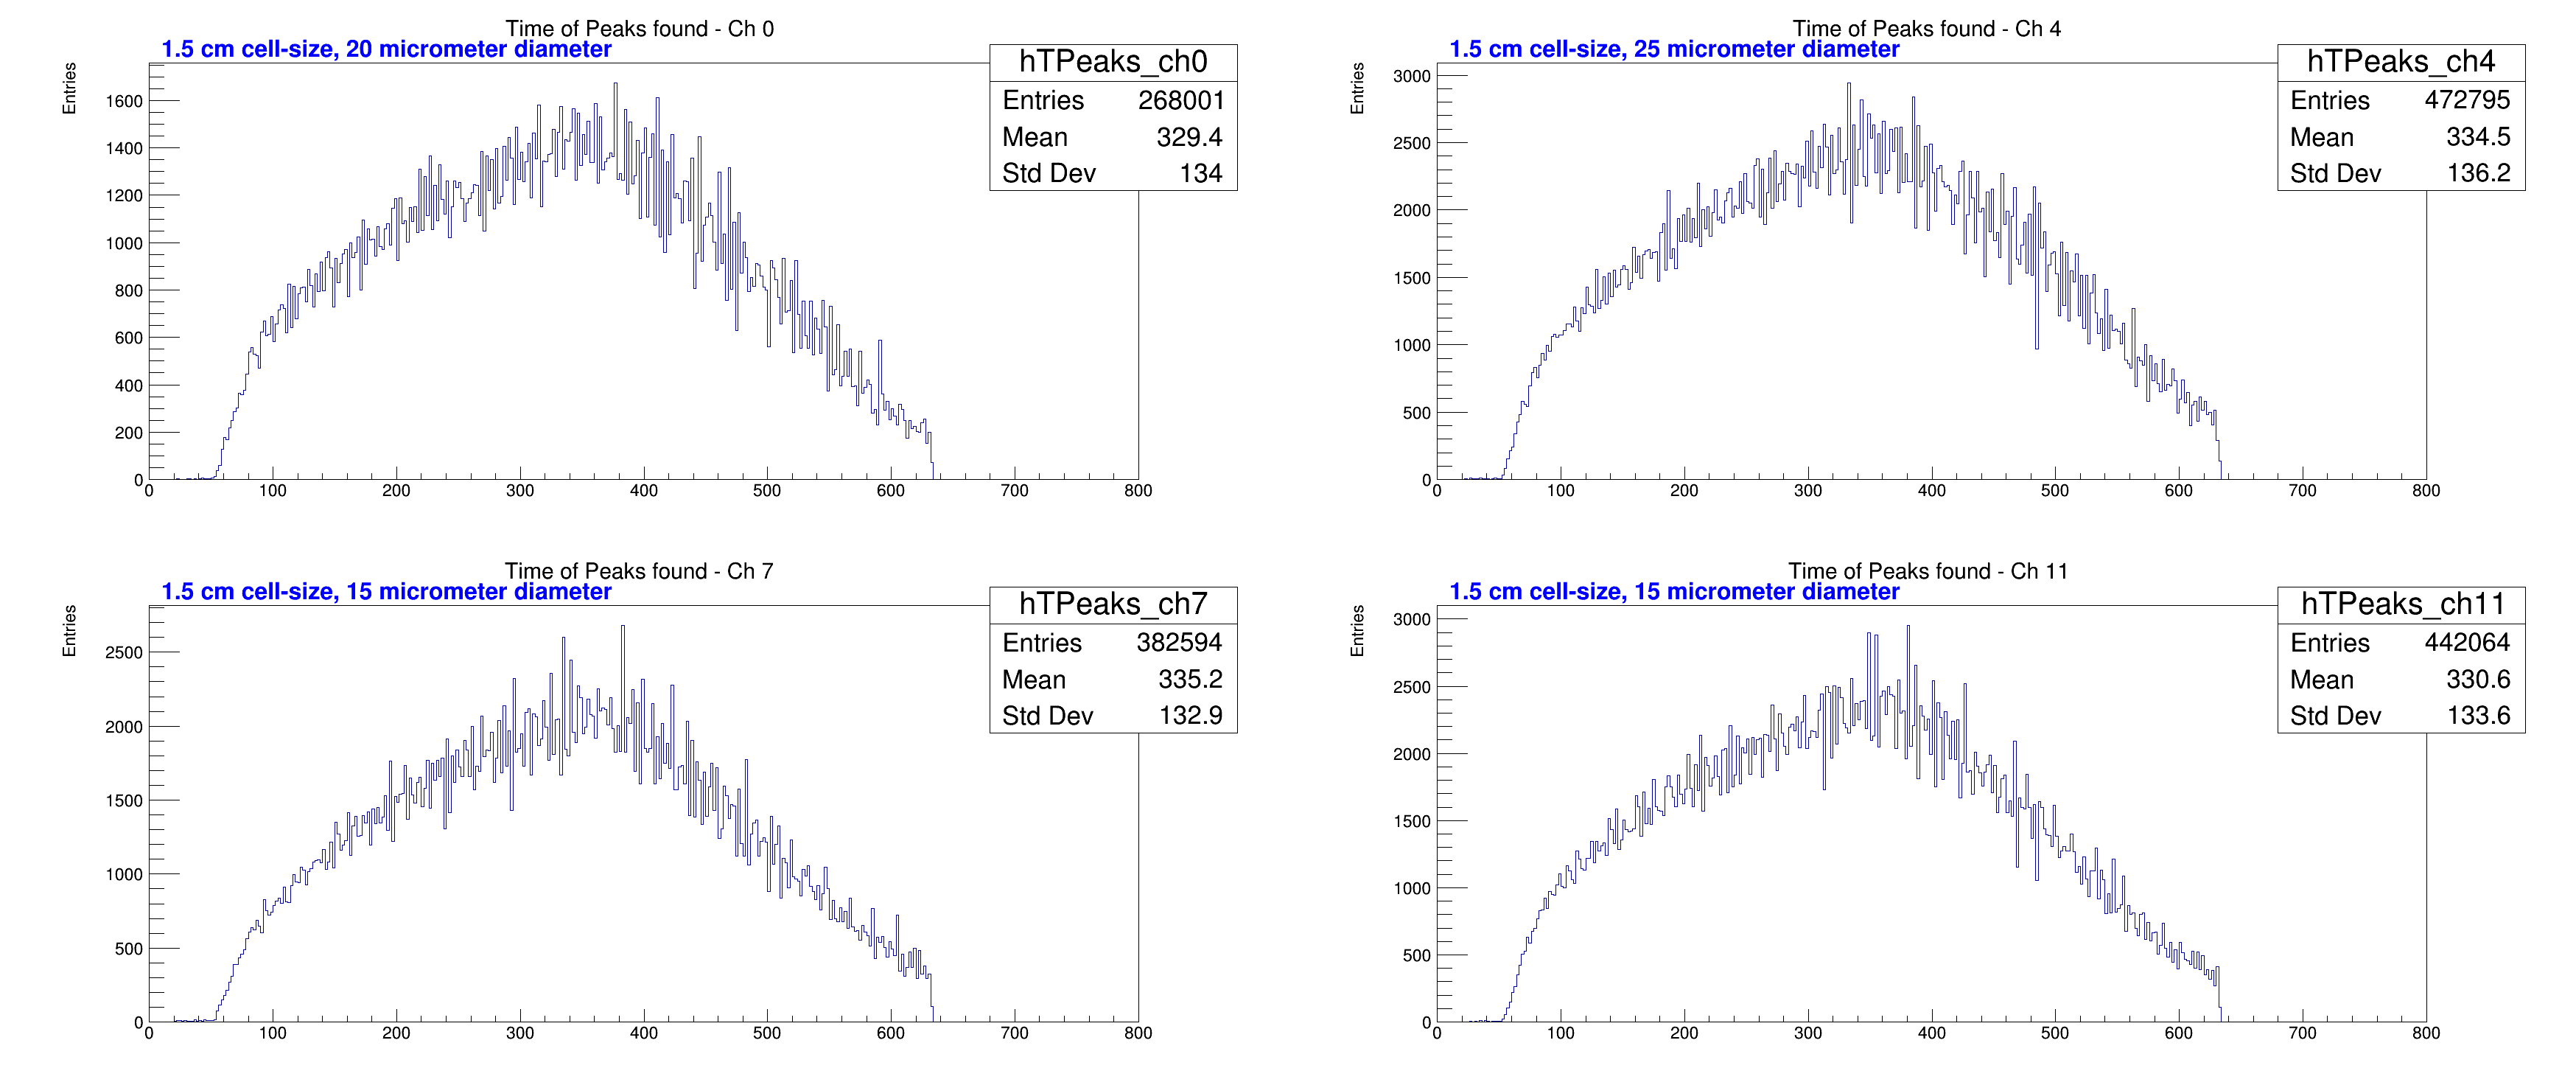 Time of Peaks found - Ch 0
1.5 cm cell-size, 20 micrometer diameter
Entries
hTPeaks_ch0
Entries 268001
Mean 329.4
Std Dev 134
1600
1400
1200
1000
800
600
400
200
0
0 100 200 300 400 500 600 700 800
Time of Peaks found - Ch 4
1.5 cm cell-size, 25 micrometer diameter
Entries
hTPeaks_ch4
Entries 472795
Mean 334.5
Std Dev 136.2
3000
2500
2000
1500
1000
500
0
0 100 200 300 400 500 600 700 800
Time of Peaks found - Ch 7
1.5 cm cell-size, 15 micrometer diameter
Entries
hTPeaks_ch7
Entries 382594
Mean 335.2
Std Dev 132.9
2500
2000
1500
1000
500
0
0 100 200 300 400 500 600 700 800
Time of Peaks found - Ch 11
1.5 cm cell-size, 15 micrometer diameter
Entries
hTPeaks_ch11
Entries 442064
Mean 330.6
Std Dev 133.6
3000
2500
2000
1500
1000
500
0
0 100 200 300 400 500 600 700 800